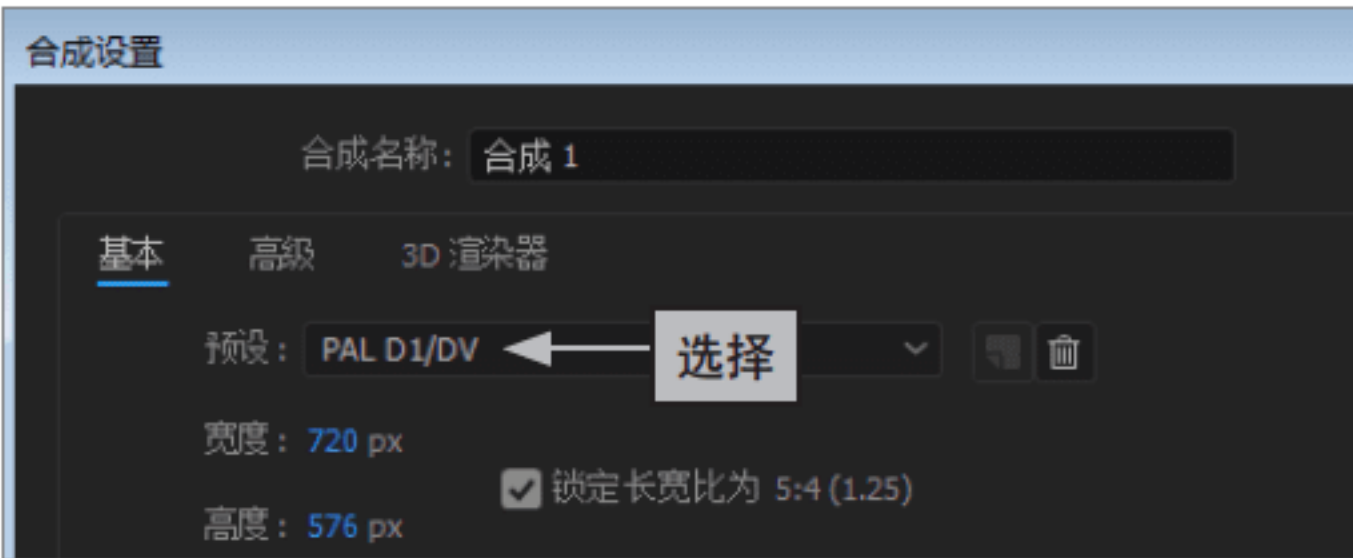 合成设置
合成名称： 合成 1
基本 高级 3D 渲染器
预设： PAL D1/DV 选择
宽度： 720 px
锁定长宽比为 5:4 (1.25)
高度： 576 px